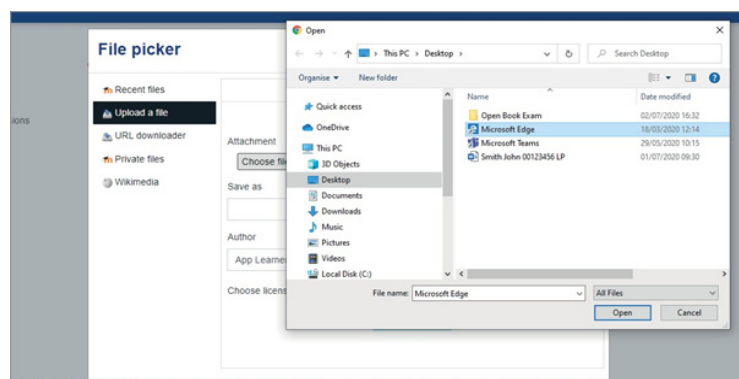 ions
File picker
Recent files
Upload a file
URL downloader
Private files
Wikimedia
Attachment
Choose file
Save as
Author
App Learne
Choose licens
Open
This PC > Desktop >
Search Desktop
Organise
New folder
Quick access
OneDrive
This PC
3D Objects
Desktop
Documents
Downloads
Music
Pictures
Videos
Local Disk (C:)
Name Date modified
Open Book Exam 02/07/2020 16:32
Microsoft Edge 18/03/2020 12:14
Microsoft Teams 29/05/2020 10:15
Smith John 00123456 LP 01/07/2020 09:30
File name: Microsoft Edge All Files
Open Cancel